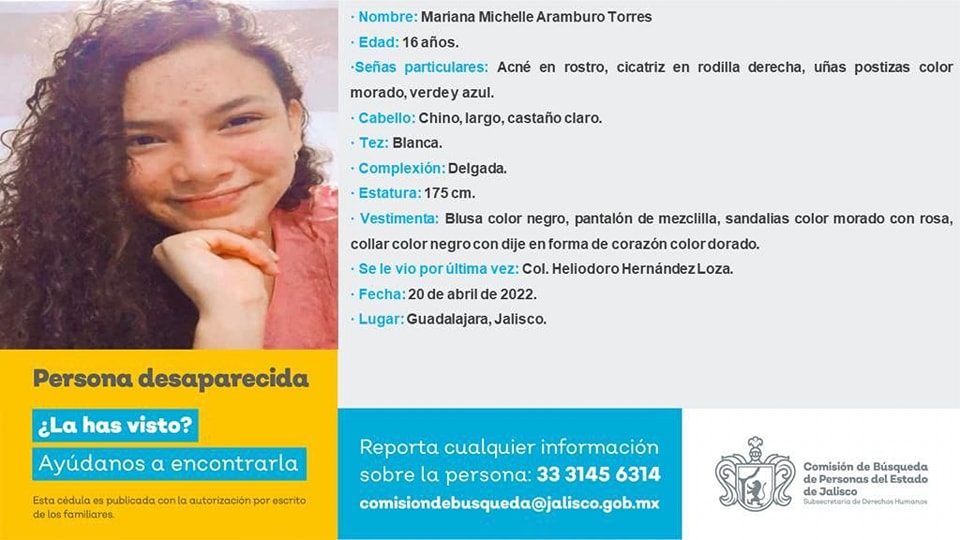 · Nombre: Mariana Michelle Aramburo Torres
· Edad: 16 años.
·Señas particulares: Acné en rostro, cicatriz en rodilla derecha, uñas postizas color
morado, verde y azul.
· Cabello: Chino, largo, castaño claro.
· Tez: Blanca.
· Complexión: Delgada.
· Estatura: 175 cm.
· Vestimenta: Blusa color negro, pantalón de mezclilla, sandalias color morado con rosa,
collar color negro con dije en forma de corazón color dorado.
· Se le vio por última vez: Col. Heliodoro Hernández Loza.
· Fecha: 20 de abril de 2022.
· Lugar: Guadalajara, Jalisco.
Persona desaparecida
¿La has visto?
Ayúdanos a encontrarla
Esta cédula es publicada con la autorización por escrito
de los familiares.
Reporta cualquier información
sobre la persona: 33 3145 6314
comisiondebusqueda@jalisco.gob.mx
Comisión de Búsqueda
de Personas del Estado
de Jalisco
Subsecretaría de Derechos Humanos